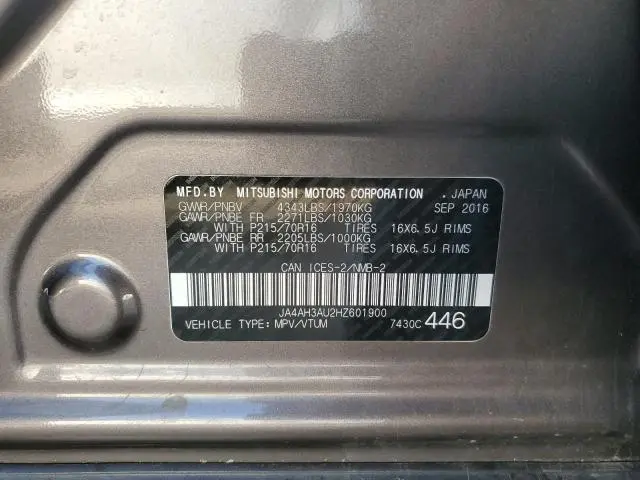 MFD.BY MITSUBISHI MOTORS CORPORATION . JAPAN
GVWR/PNBV 4343LBS/1970KG SEP 2016
GAWR/PNBE FR 2271LBS/1030KG
WITH P215/70R16 TIRES 16X6.5J RIMS
GAWR/PNBE RR 2205LBS/1000KG
WITH P215/70R16 TIRES 16X6.5J RIMS
CAN ICES-2/NMB-2
JA4AH3AU2HZ601900
VEHICLE TYPE: MPV/VTUM 7430C 446